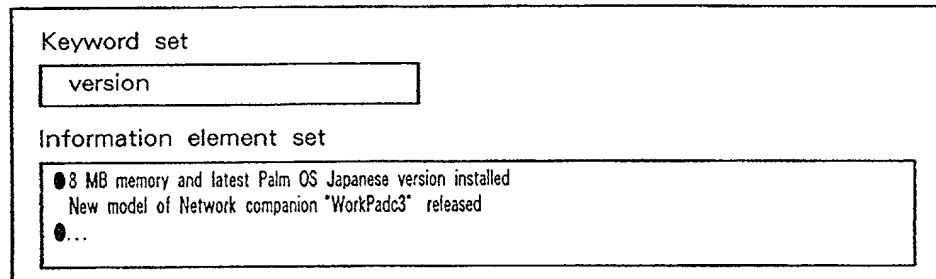 Keyword set
version
Information element set
●8 MB memory and latest Palm OS Japanese version installed
New model of Network companion "WorkPadc3" released
●...